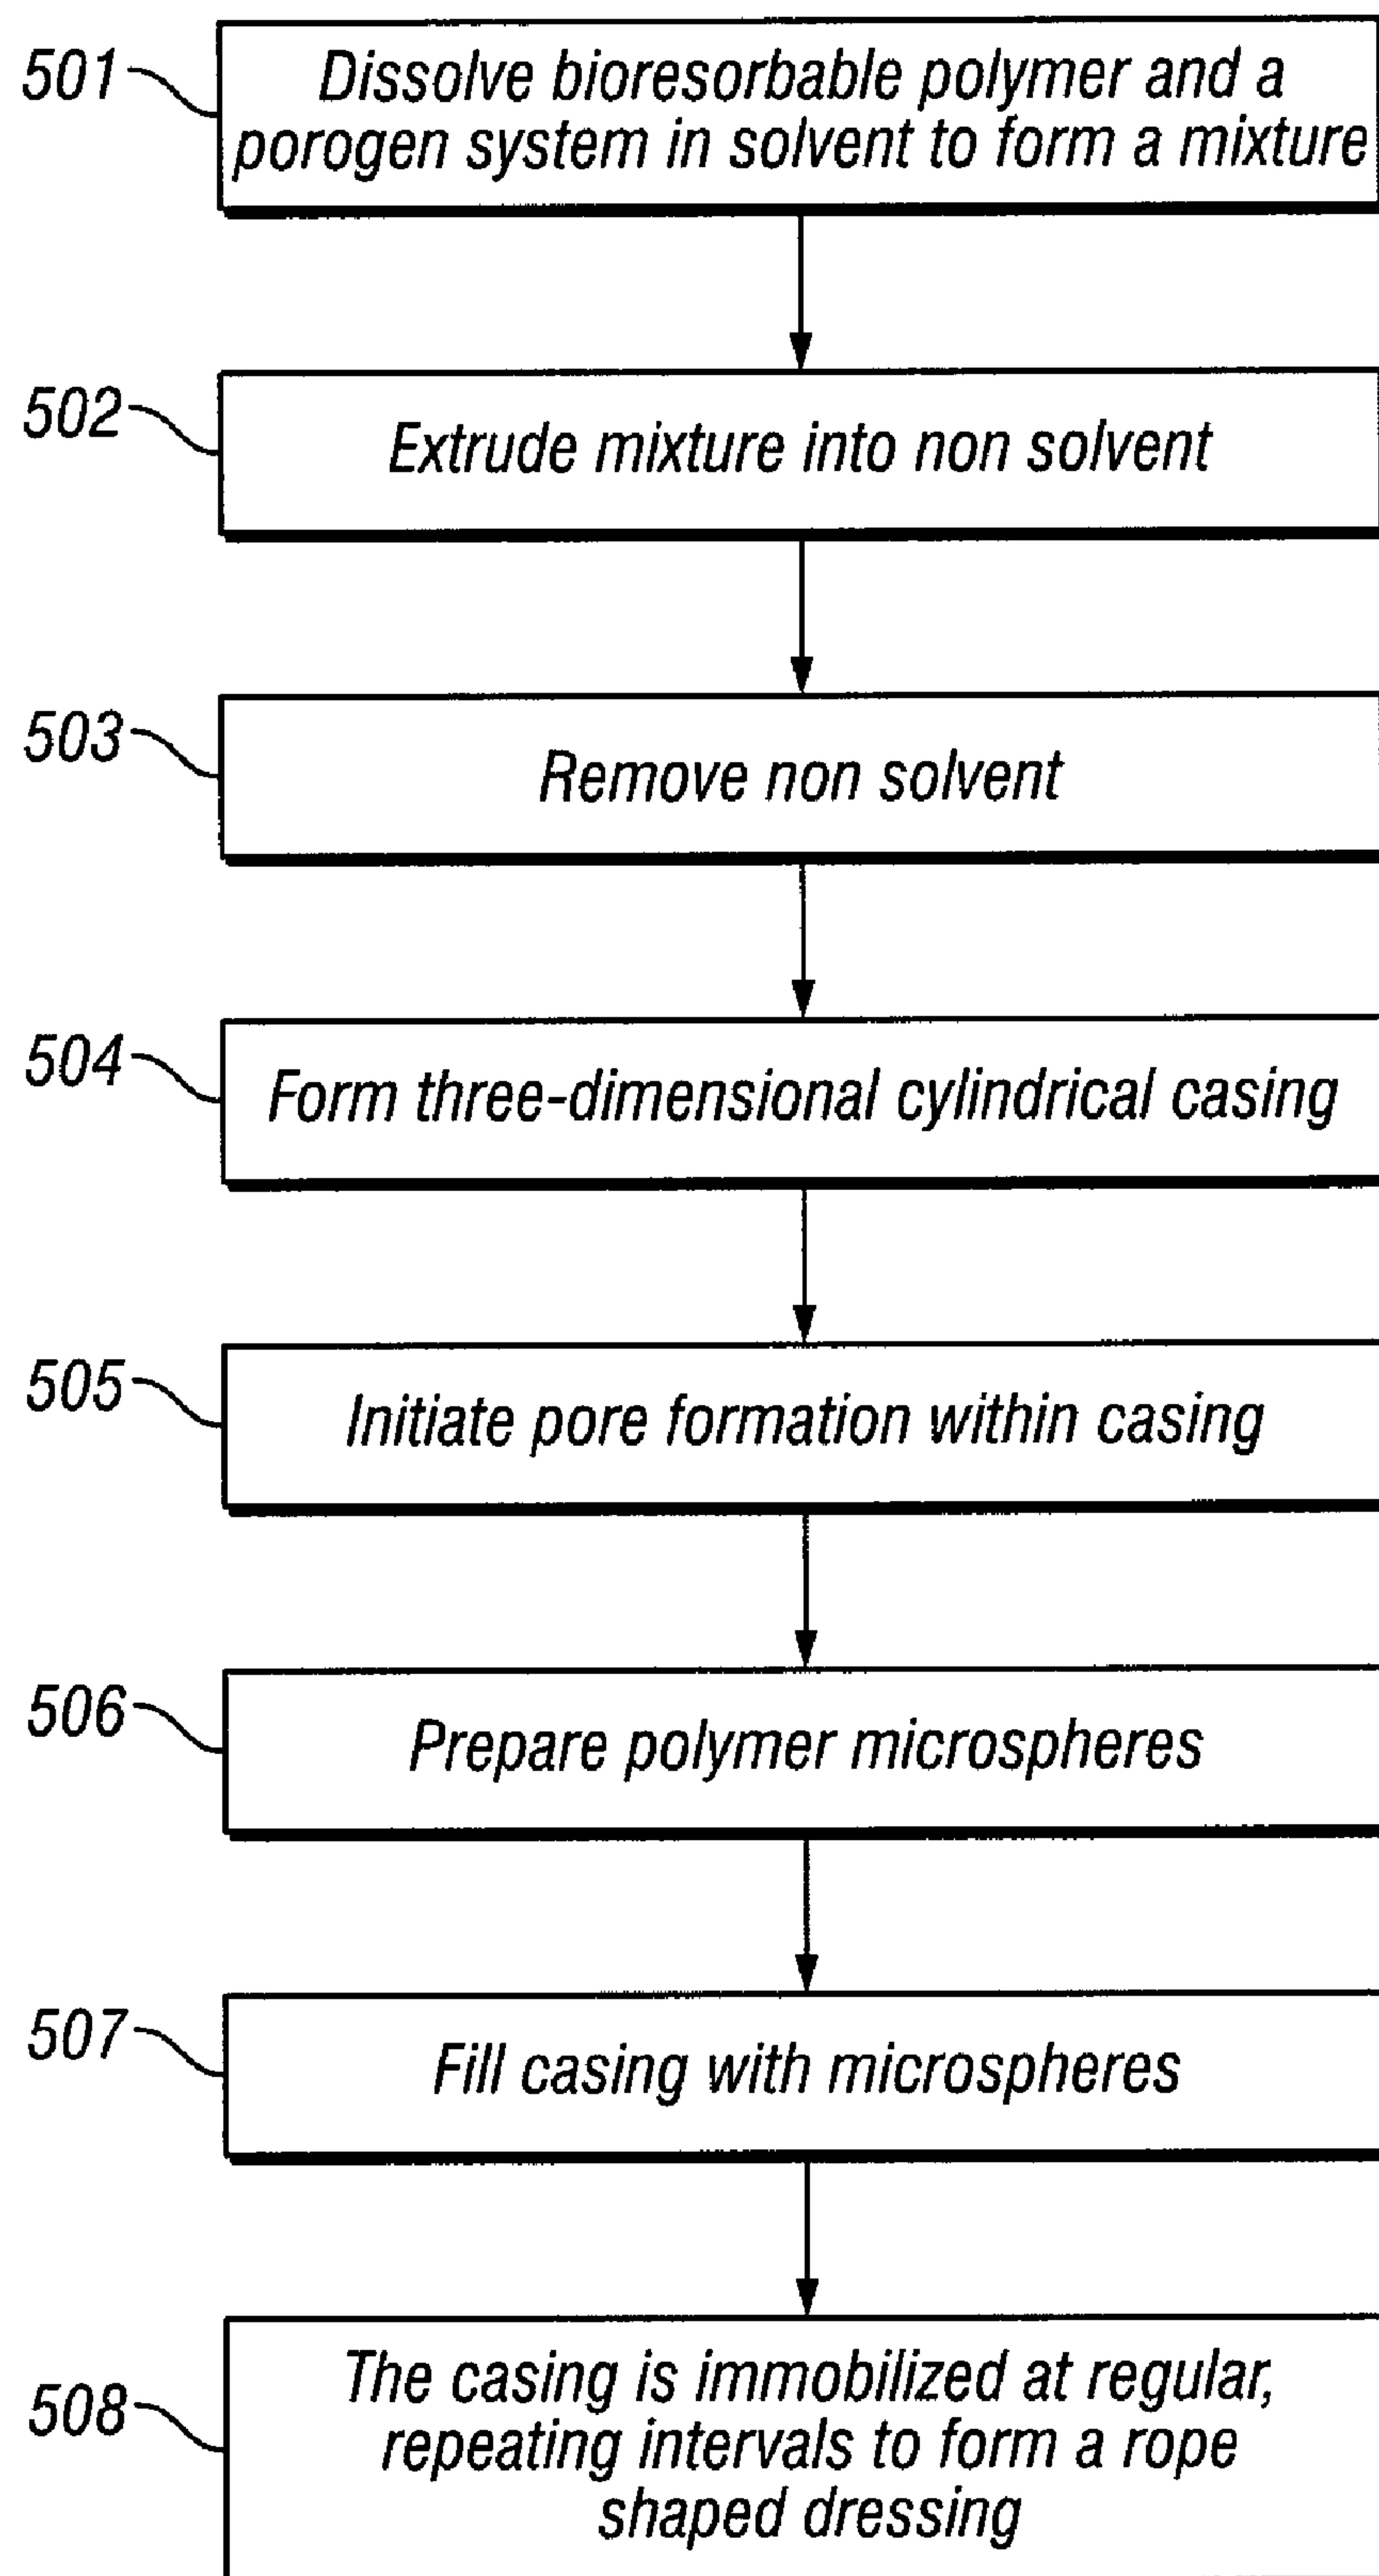 501
Dissolve bioresorbable polymer and a
porogen system in solvent to form a mixture
502
Extrude mixture into non solvent
503
Remove non solvent
504
Form three-dimensional cylindrical casing
505
Initiate pore formation within casing
506
Prepare polymer microspheres
507
Fill casing with microspheres
508
The casing is immobilized at regular,
repeating intervals to form a rope
shaped dressing